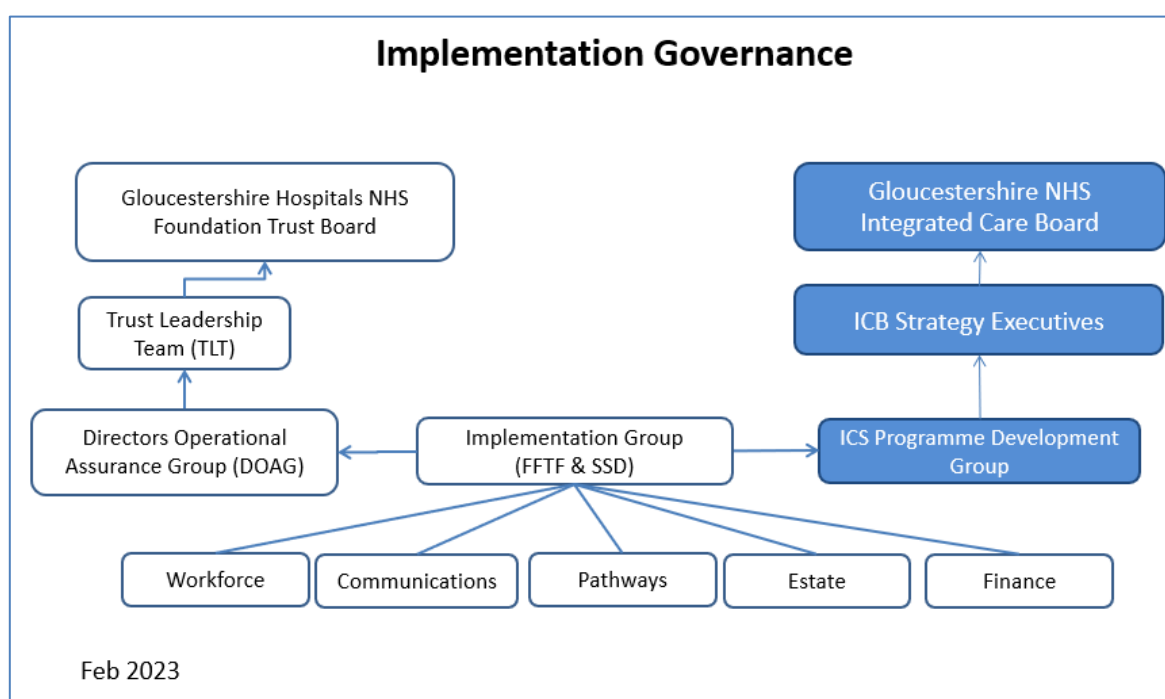 Implementation Governance
Gloucestershire Hospitals NHS
Foundation Trust Board
Gloucestershire NHS
Integrated Care Board
Trust Leadership
Team (TLT)
ICB Strategy Executives
Directors Operational
Assurance Group (DOAG)
Implementation Group
(FFTF & SSD)
ICS Programme Development
Group
Workforce
Communications
Pathways
Estate
Finance
Feb 2023